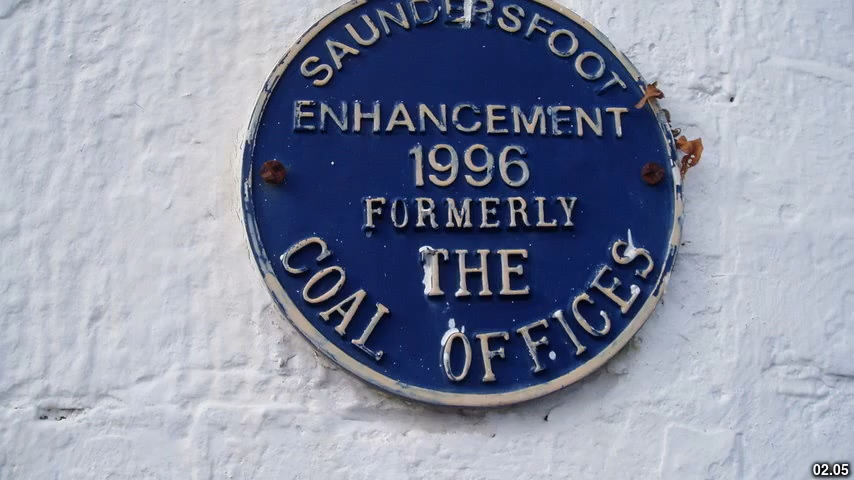 SAUNDERSFOOT
ENHANCEMENT
1996
FORMERLY
THE
COAL OFFICES
02.05